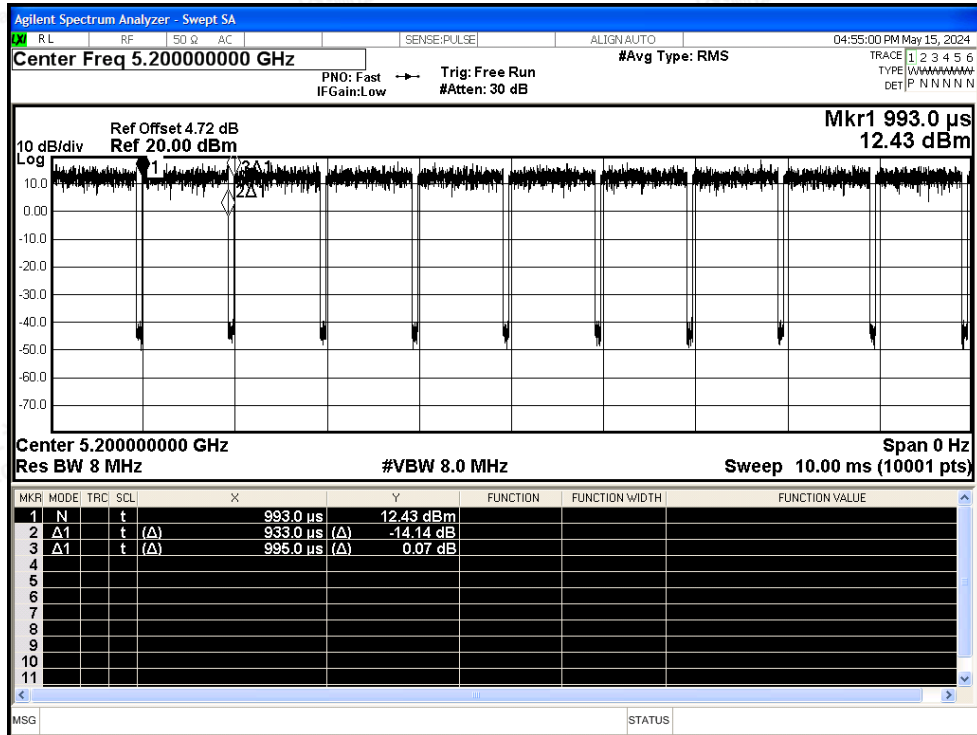 Agilent Spectrum Analyzer - Swept SA
LXI RL RF 50 Ω AC SENSE:PULSE ALIGN AUTO 04:55:00 PM May 15, 2024
Center Freq 5.200000000 GHz #Avg Type: RMS TRACE 1 2 3 4 5 6
PNO: Fast Trig: Free Run TYPE WWWWWW
IFGain:Low #Atten: 30 dB DET P N N N N N
Mkr1 993.0 µs
Ref Offset 4.72 dB
10 dB/div Ref 20.00 dBm 12.43 dBm
Log
1 3Δ1
10.0 2Δ1
0.00
-10.0
-20.0
-30.0
-40.0
-50.0
-60.0
-70.0
Center 5.200000000 GHz Span 0 Hz
Res BW 8 MHz #VBW 8.0 MHz Sweep 10.00 ms (10001 pts)
MKR MODE TRC SCL X Y FUNCTION FUNCTION WIDTH FUNCTION VALUE
1 N t 993.0 µs 12.43 dBm
2 Δ1 t (Δ) 933.0 µs (Δ) -14.14 dB
3 Δ1 t (Δ) 995.0 µs (Δ) 0.07 dB
4
5
6
7
8
9
10
11
MSG STATUS